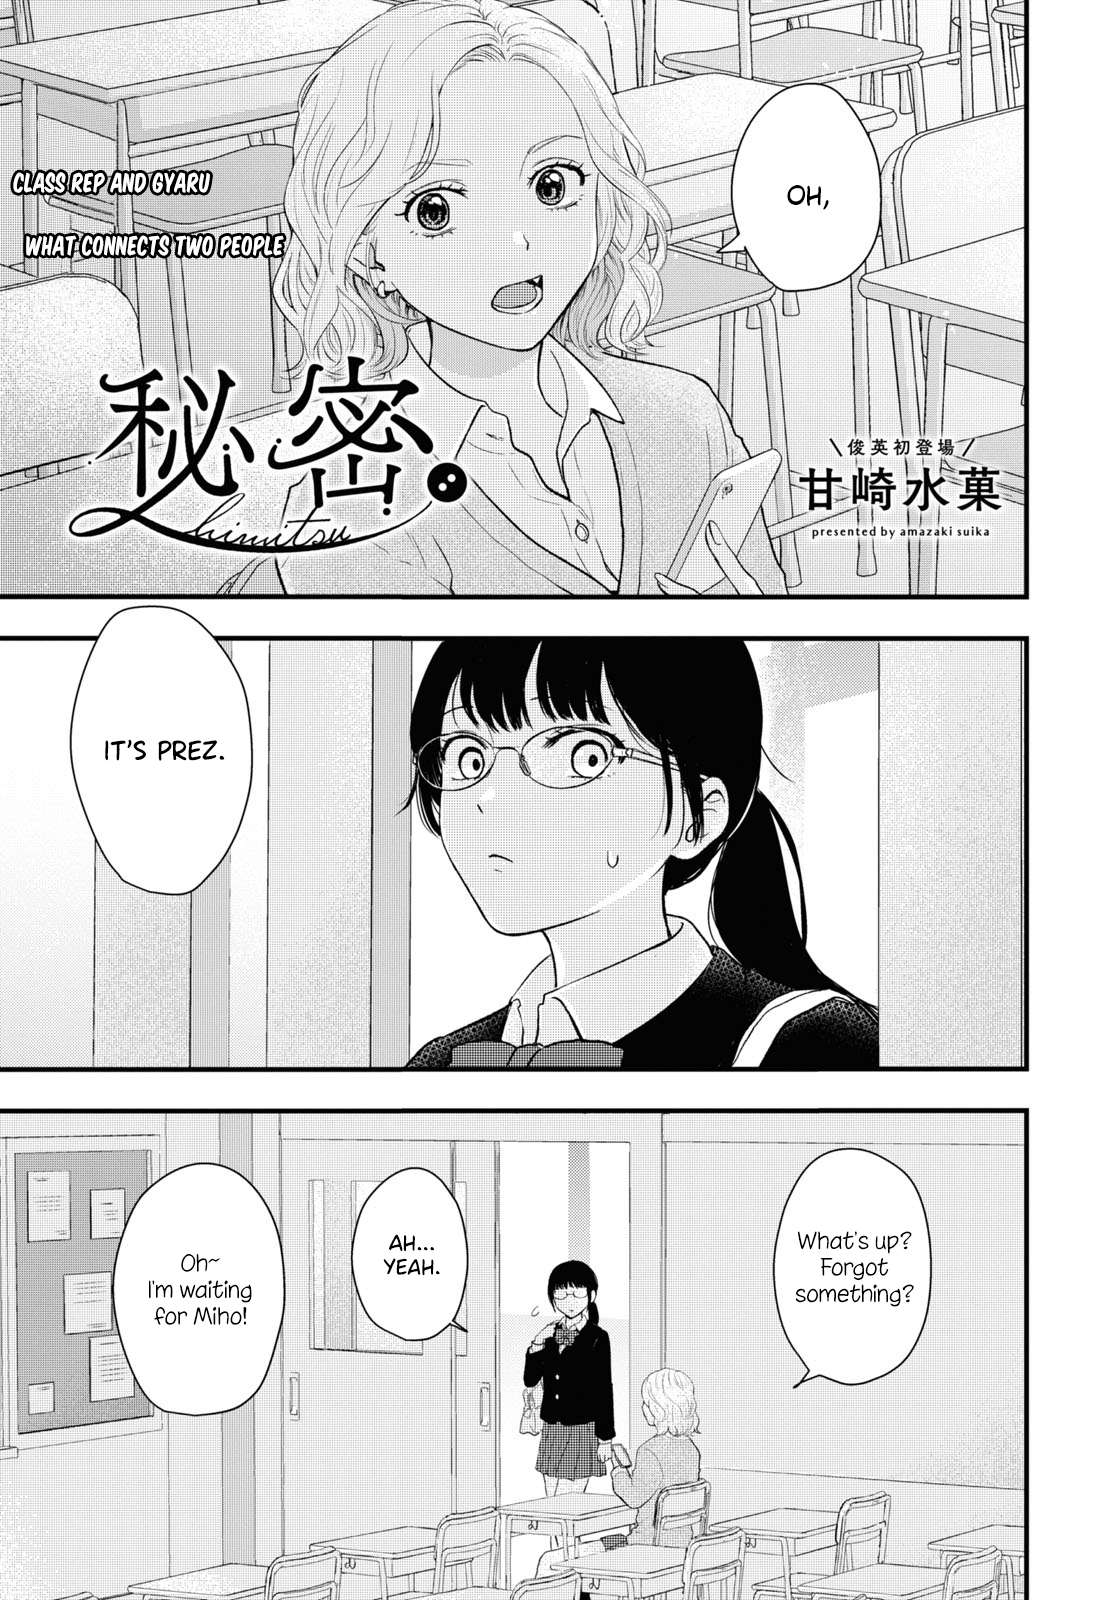 OH,
CLASS REP AND GYARU
WHAT CONNECTS TWO PEOPLE
秘密。
himitsu
\俊英初登場/
甘崎水菓
presented by amazaki suika
IT'S PREZ.
What's up?
Forgot
something?
AH...
YEAH.
Oh~
I'm waiting
for Miho!